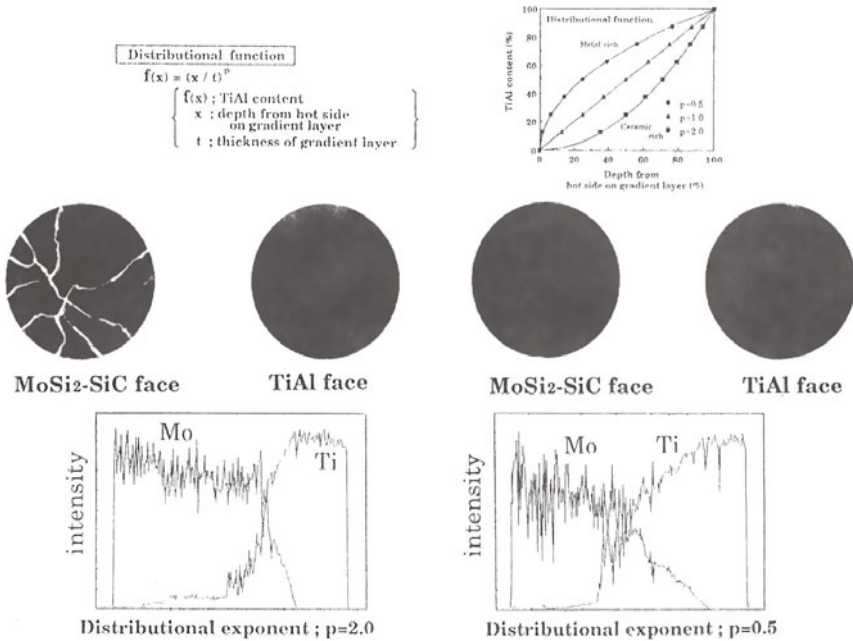 Distributional function
f(x) = (x / t)^p
f(x) ; TiAl content
x ; depth from hot side
on gradient layer
t ; thickness of gradient layer
TiAl content (%)
100
80
60
40
20
0
Distributional function
Metal rich
Ceramic
rich
● p=0.5
▲ p=1.0
■ p=2.0
0 20 40 60 80 100
Depth from
hot side on gradient layer (%)
MoSi2-SiC face
TiAl face
MoSi2-SiC face
TiAl face
intensity
Mo
Ti
Distributional exponent ; p=2.0
intensity
Mo
Ti
Distributional exponent ; p=0.5